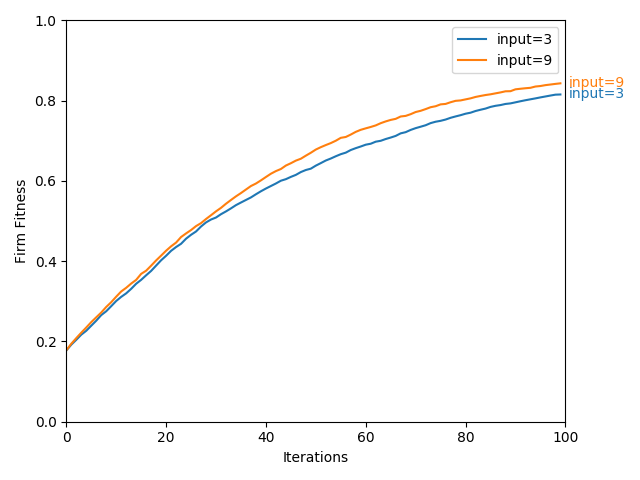 1.0
0.8
0.6
0.4
0.2
0.0
Firm Fitness
0 20 40 60 80 100
Iterations
input=3
input=9
input=9
input=3